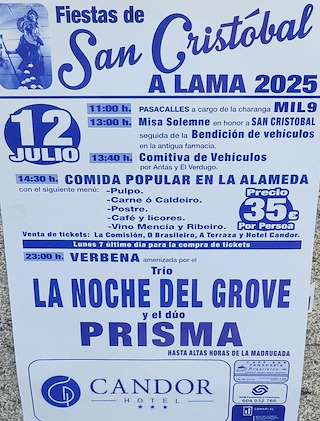 Fiestas de
San Cristóbal
A LAMA 2025
11:00 h. PASACALLES a cargo de la charanga MIL9
12 JULIO
13:00 h. Misa Solemne en honor a SAN CRISTOBAL
seguida de la Bendición de vehículos
en la antigua farmacia.
13:40 h. Comitiva de Vehículos
por Antas y El Verdugo.
14:30 h. COMIDA POPULAR EN LA ALAMEDA
con el siguiente menú: -Pulpo.
-Carne ó Caldeiro.
-Postre.
-Café y licores.
-Vino Mencía y Ribeiro.
Precio
35€
Por Persona
Venta de tickets: La Comisión, O Brasileiro, A Terraza y Hotel Candor.
Lunes 7 último día para la compra de tickets
23:00 h. VERBENA amenizada por el
Trío
LA NOCHE DEL GROVE
y el dúo
PRISMA
HASTA ALTAS HORAS DE LA MADRUGADA
CANDOR
HOTEL